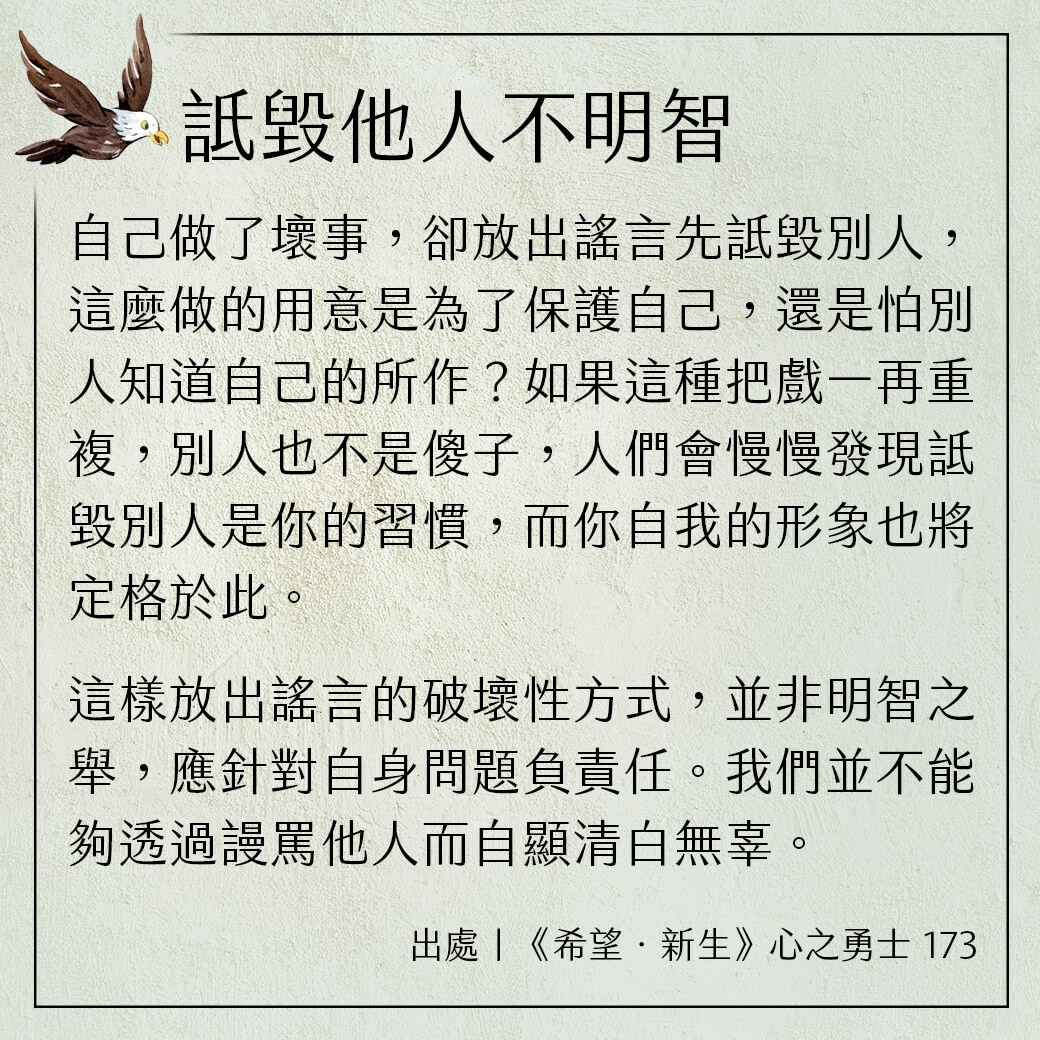 詆毀他人不明智
自己做了壞事，卻放出謠言先詆毀別人，
這麼做的用意是為了保護自己，還是怕別
人知道自己的所作？如果這種把戲一再重
複，別人也不是傻子，人們會慢慢發現詆
毀別人是你的習慣，而你自我的形象也將
定格於此。
這樣放出謠言的破壞性方式，並非明智之
舉，應針對自身問題負責任。我們並不能
夠透過謾罵他人而自顯清白無辜。
出處｜《希望．新生》心之勇士 173